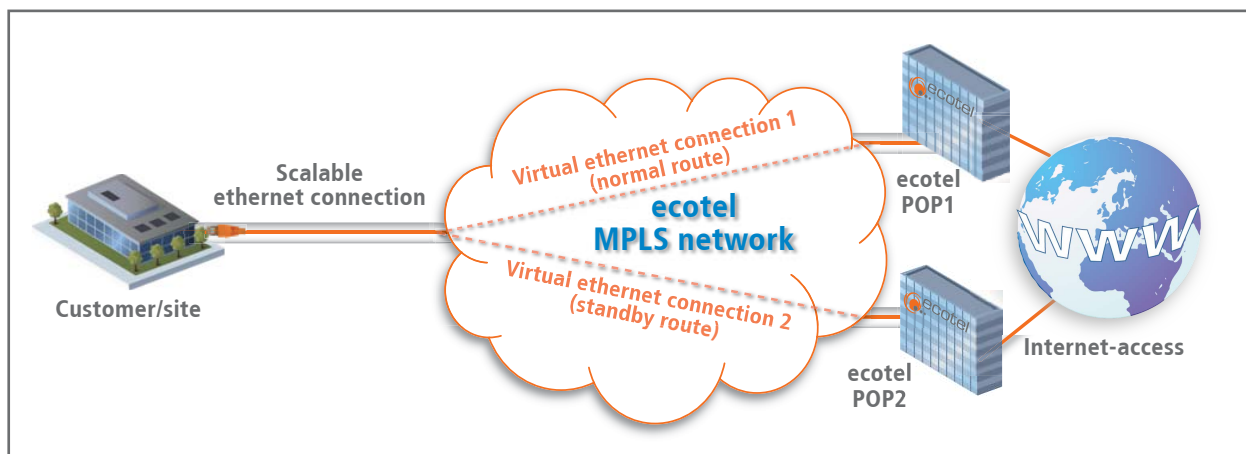 Scalable
ethernet connection
Customer/site
Virtual ethernet connection 1
(normal route)
ecotel
MPLS network
Virtual ethernet connection 2
(standby route)
ecotel
ecotel
POP1
ecotel
ecotel
POP2
WWW
Internet-access